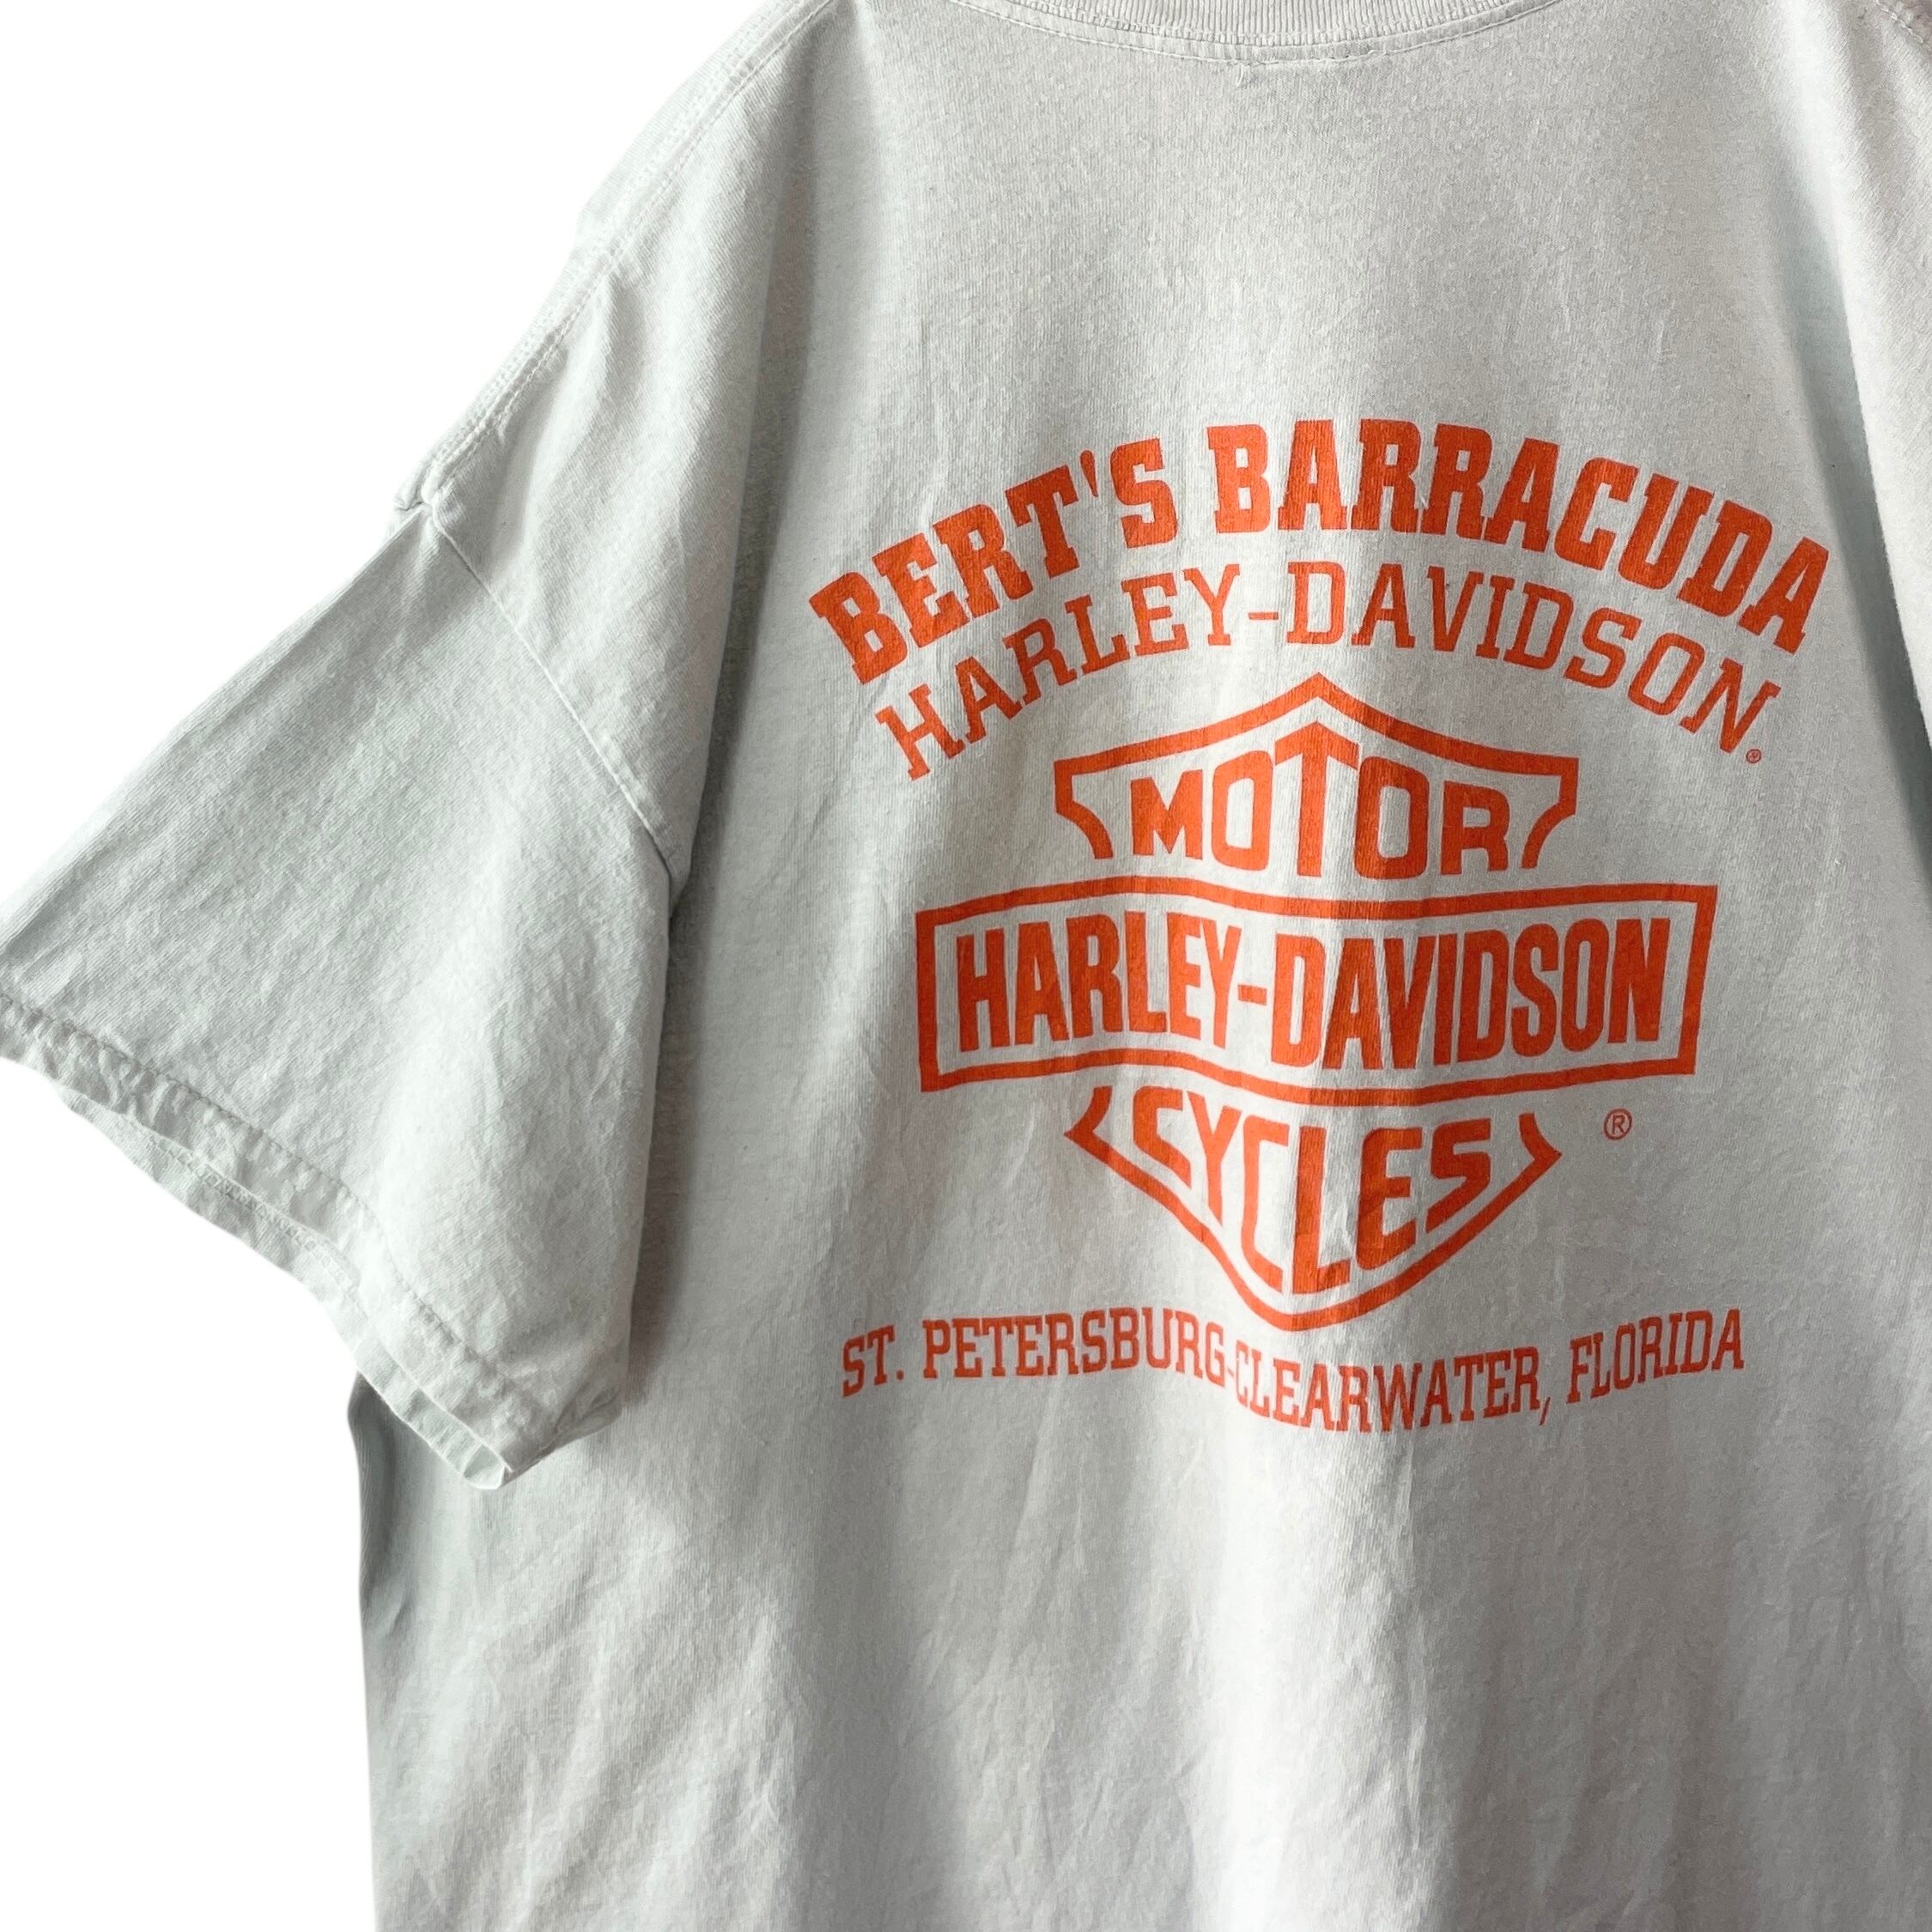 BERT'S BARRACUDA
HARLEY-DAVIDSON®
MOTOR
HARLEY-DAVIDSON
CYCLES ®
ST. PETERSBURG-CLEARWATER, FLORIDA